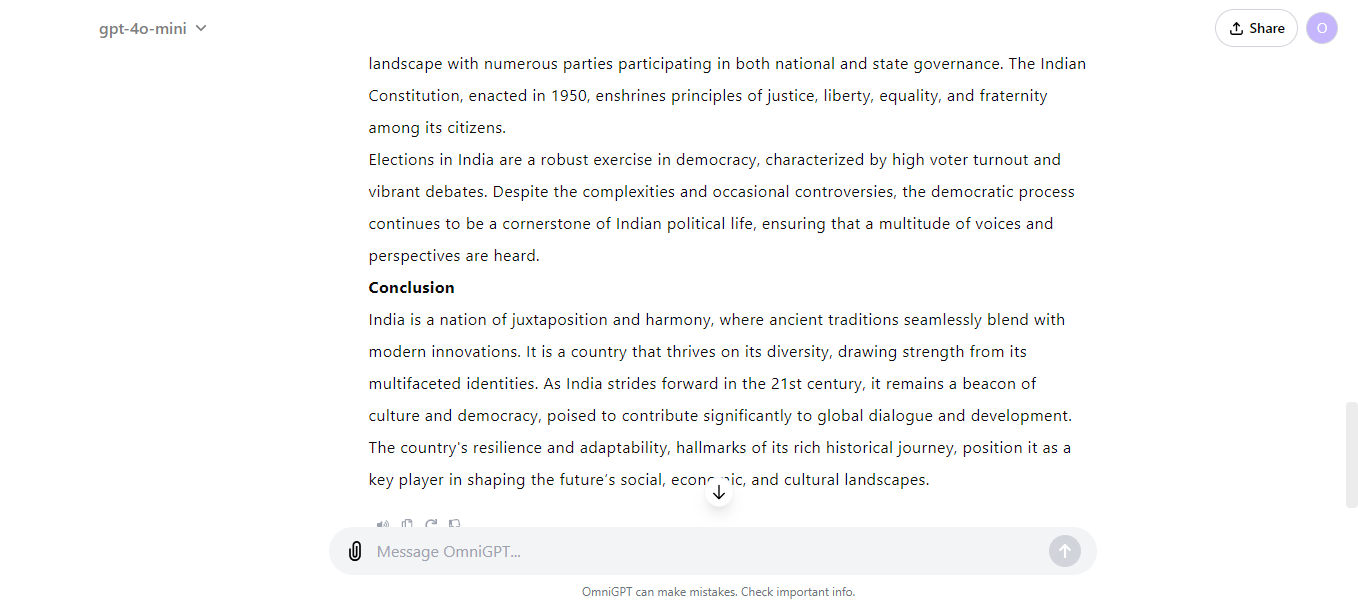 gpt-4o-mini
Share
O
landscape with numerous parties participating in both national and state governance. The Indian
Constitution, enacted in 1950, enshrines principles of justice, liberty, equality, and fraternity
among its citizens.
Elections in India are a robust exercise in democracy, characterized by high voter turnout and
vibrant debates. Despite the complexities and occasional controversies, the democratic process
continues to be a cornerstone of Indian political life, ensuring that a multitude of voices and
perspectives are heard.
Conclusion
India is a nation of juxtaposition and harmony, where ancient traditions seamlessly blend with
modern innovations. It is a country that thrives on its diversity, drawing strength from its
multifaceted identities. As India strides forward in the 21st century, it remains a beacon of
culture and democracy, poised to contribute significantly to global dialogue and development.
The country's resilience and adaptability, hallmarks of its rich historical journey, position it as a
key player in shaping the future's social, economic, and cultural landscapes.
Message OmniGPT...
OmniGPT can make mistakes. Check important info.